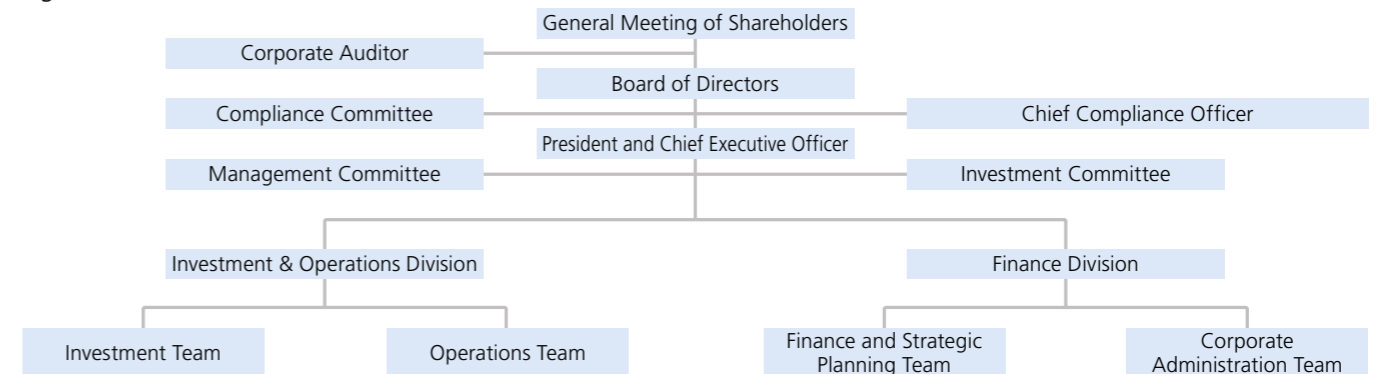 General Meeting of Shareholders
Corporate Auditor
Board of Directors
Compliance Committee
Chief Compliance Officer
President and Chief Executive Officer
Management Committee
Investment Committee
Investment & Operations Division
Finance Division
Investment Team
Operations Team
Finance and Strategic
Planning Team
Corporate
Administration Team